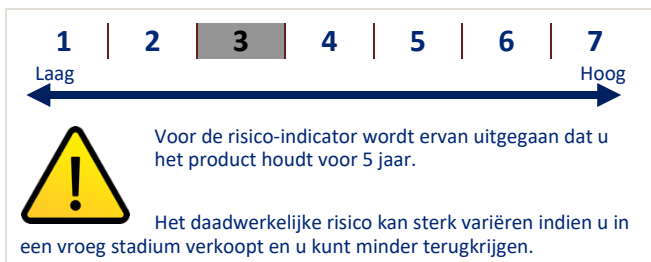 1 2 3 4 5 6 7
Laag Hoog
Voor de risico-indicator wordt ervan uitgegaan dat u
het product houdt voor 5 jaar.
Het daadwerkelijke risico kan sterk variëren indien u in
een vroeg stadium verkoopt en u kunt minder terugkrijgen.